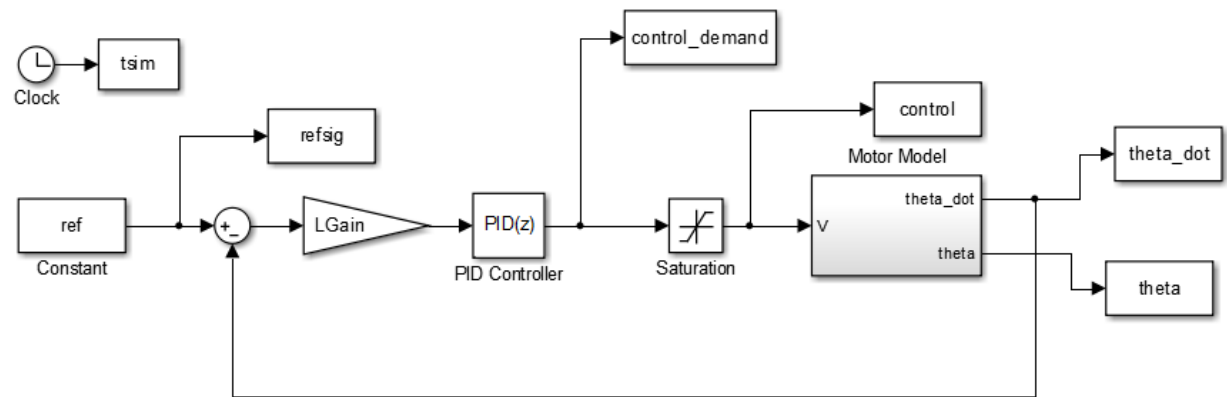 control_demand
tsim
Clock
control
refsig
Motor Model
theta_dot
ref
+
_
LGain
PID(z)
V
theta_dot
theta
Constant
PID Controller
Saturation
theta